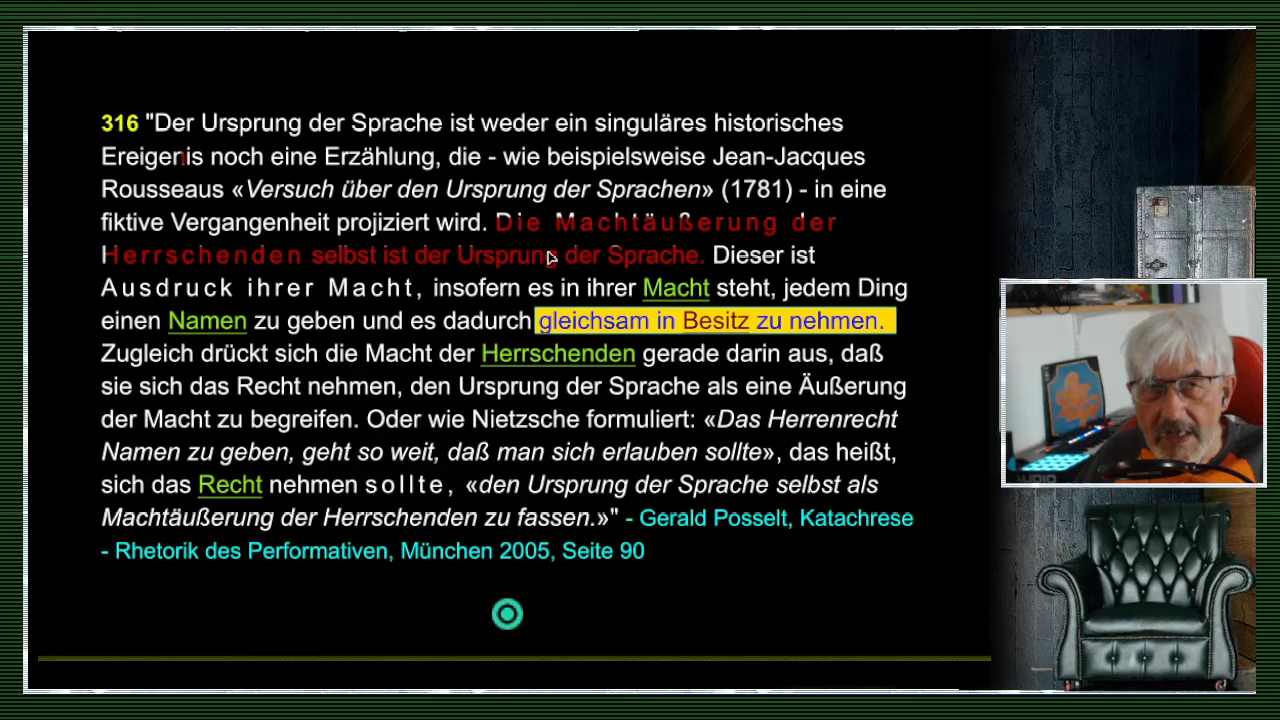 316 "Der Ursprung der Sprache ist weder ein singuläres historisches
Ereigenis noch eine Erzählung, die - wie beispielsweise Jean-Jacques
Rousseaus «Versuch über den Ursprung der Sprachen» (1781) - in eine
fiktive Vergangenheit projiziert wird. Die Machtäußerung der
Herrschenden selbst ist der Ursprung der Sprache. Dieser ist
Ausdruck ihrer Macht, insofern es in ihrer Macht steht, jedem Ding
einen Namen zu geben und es dadurch gleichsam in Besitz zu nehmen.
Zugleich drückt sich die Macht der Herrschenden gerade darin aus, daß
sie sich das Recht nehmen, den Ursprung der Sprache als eine Äußerung
der Macht zu begreifen. Oder wie Nietzsche formuliert: «Das Herrenrecht
Namen zu geben, geht so weit, daß man sich erlauben sollte», das heißt,
sich das Recht nehmen sollte, «den Ursprung der Sprache selbst als
Machtäußerung der Herrschenden zu fassen.»" - Gerald Posselt, Katachrese
- Rhetorik des Performativen, München 2005, Seite 90